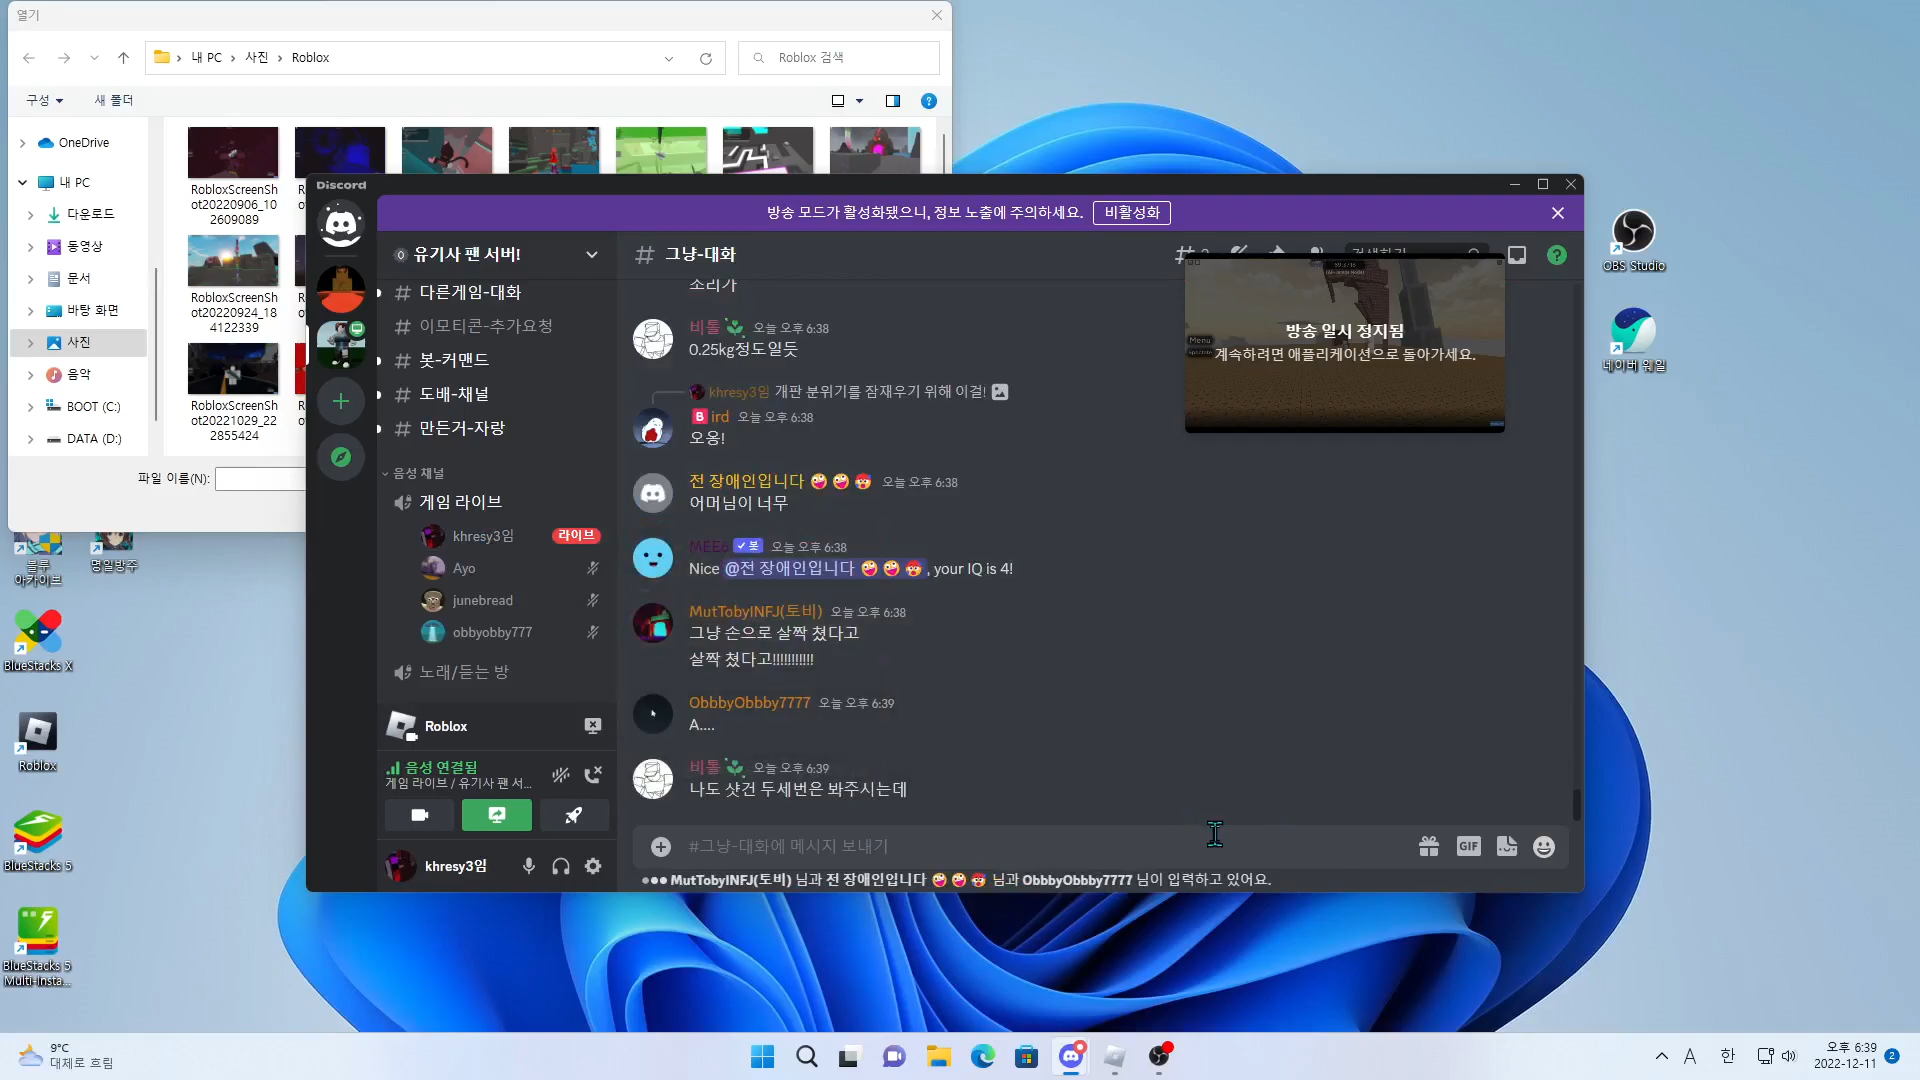 열기
내 PC
사진
Roblox
Roblox 검색
구성
새 폴더
OneDrive
내 PC
다운로드
동영상
문서
바탕 화면
사진
음악
BOOT (C:)
DATA (D:)
RobloxScreenSh
ot20220906_10
2609089
RobloxScreenSh
ot20220924_18
4122339
RobloxScreenSh
ot20221029_22
2855424
파일 이름(N):
Discord
방송 모드가 활성화됐으니, 정보 노출에 주의하세요.
비활성화
유기사 팬 서버!
다른게임-대화
이모티콘-추가요청
봇-커맨드
도배-채널
만든거-자랑
음성 채널
게임 라이브
khresy3임
라이브
Ayo
junebread
obbyobby777
노래/듣는 방
Roblox
음성 연결됨
게임 라이브 / 유기사 팬 서...
khresy3임
그냥-대화
소리가
비틀 오늘 오후 6:38
0.25kg정도일듯
khresy3임 개판 분위기를 잠재우기 위해 이걸!
B ird 오늘 오후 6:38
오옹!
전 장애인입니다 🤪 🤪 🤯 오늘 오후 6:38
어머님이 너무
MEE6 ✓ 봇 오늘 오후 6:38
Nice @전 장애인입니다 🤪 🤪 🤯 , your IQ is 4!
MutTobyINFJ(토비) 오늘 오후 6:38
그냥 손으로 살짝 쳤다고
살짝 쳤다고!!!!!!!!!!!
ObbbyObbby7777 오늘 오후 6:39
A....
비틀 오늘 오후 6:39
나도 샷건 두세번은 봐주시는데
#그냥-대화에 메시지 보내기
GIF
MutTobyINFJ(토비) 님과 전 장애인입니다 🤪 🤪 🤯 님과 ObbbyObbby7777 님이 입력하고 있어요.
Menu
방송 일시 정지됨
계속하려면 애플리케이션으로 돌아가세요.
OBS Studio
네이버 웨일
블루
아카이브
명일방주
BlueStacks X
Roblox
BlueStacks 5
BlueStacks 5
Multi-Insta...
9°C
대체로 흐림
A
한
오후 6:39
2022-12-11
2